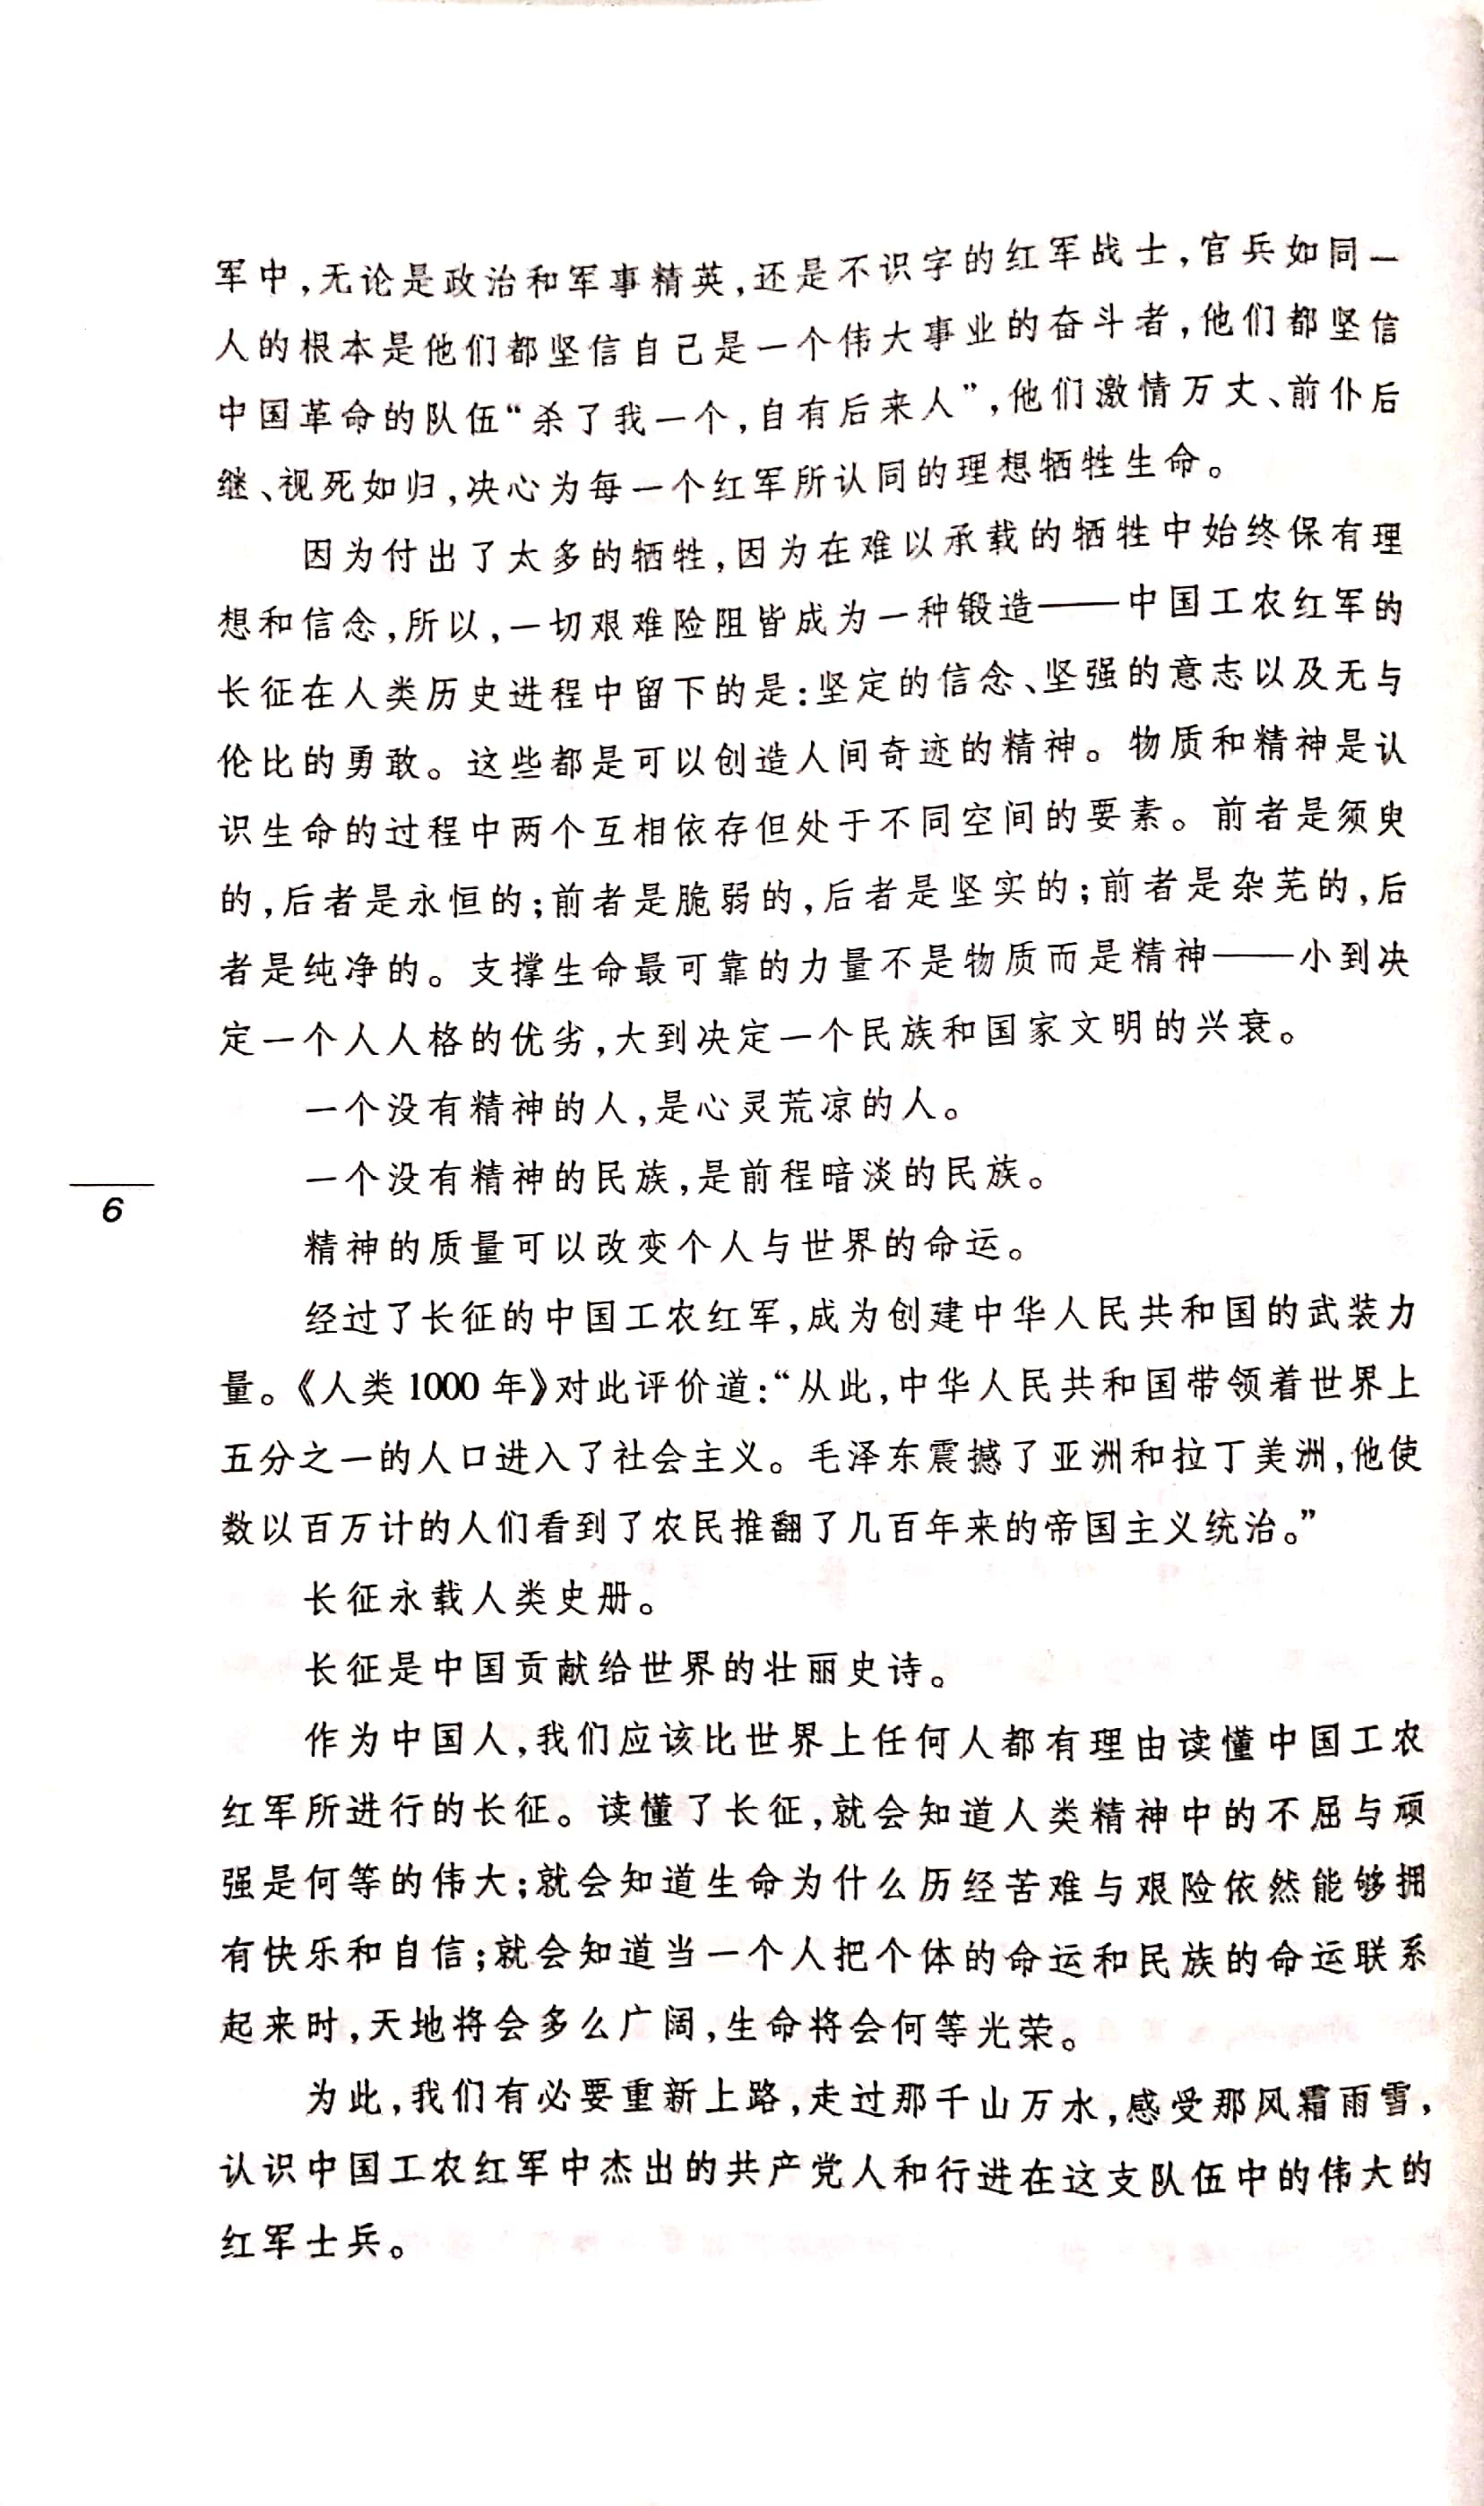 军中,无论是政治和军事精英,还是不识字的红军战士,官兵如同一
人的根本是他们都坚信自己是一个伟大事业的奋斗者,他们都坚信
中国革命的队伍“杀了我一个,自有后来人”,他们激情万丈、前仆后
继、视死如归,决心为每一个红军所认同的理想牺牲生命。
因为付出了太多的牺牲,因为在难以承载的牺牲中始终保有理
想和信念,所以,一切艰难险阻皆成为一种锻造——中国工农红军的
长征在人类历史进程中留下的是:坚定的信念、坚强的意志以及无与
伦比的勇敢。这些都是可以创造人间奇迹的精神。物质和精神是认
识生命的过程中两个互相依存但处于不同空间的要素。前者是须臾
的,后者是永恒的;前者是脆弱的,后者是坚实的;前者是杂芜的,后
者是纯净的。支撑生命最可靠的力量不是物质而是精神——小到决
定一个人人格的优劣,大到决定一个民族和国家文明的兴衰。
一个没有精神的人,是心灵荒凉的人。
一个没有精神的民族,是前程暗淡的民族。
6
精神的质量可以改变个人与世界的命运。
经过了长征的中国工农红军,成为创建中华人民共和国的武装力
量。《人类1000年》对此评价道:“从此,中华人民共和国带领着世界上
五分之一的人口进入了社会主义。毛泽东震撼了亚洲和拉丁美洲,他使
数以百万计的人们看到了农民推翻了几百年来的帝国主义统治。”
长征永载人类史册。
长征是中国贡献给世界的壮丽史诗。
作为中国人,我们应该比世界上任何人都有理由读懂中国工农
红军所进行的长征。读懂了长征,就会知道人类精神中的不屈与顽
强是何等的伟大;就会知道生命为什么历经苦难与艰险依然能够拥
有快乐和自信;就会知道当一个人把个体的命运和民族的命运联系
起来时,天地将会多么广阔,生命将会何等光荣。
为此,我们有必要重新上路,走过那千山万水,感受那风霜雨雪,
认识中国工农红军中杰出的共产党人和行进在这支队伍中的伟大的
红军士兵。